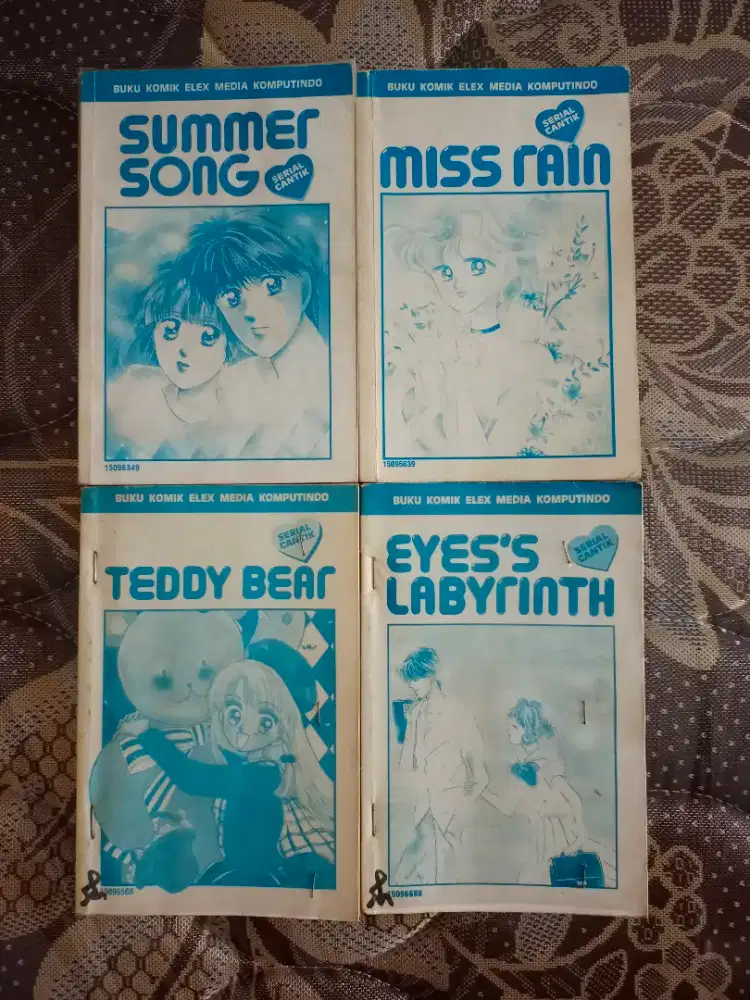 BUKU KOMIK ELEX MEDIA KOMPUTINDO
SUMMER
SONG
SERIAL
CANTIK
15096349
BUKU KOMIK ELEX MEDIA KOMPUTINDO
SERIAL
CANTIK
MISS RAIN
15095639
BUKU KOMIK ELEX MEDIA KOMPUTINDO
SERIAL
CANTIK
TEDDY BEAR
BUKU KOMIK ELEX MEDIA KOMPUTINDO
EYES'S
LABYRINTH
SERIAL
CANTIK